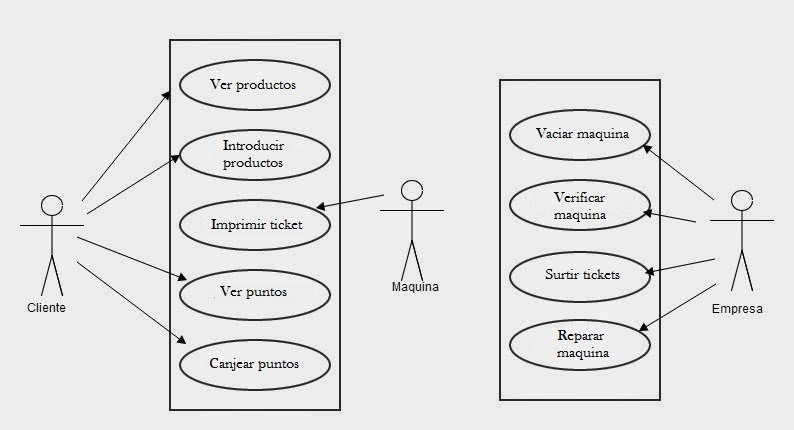 Ver productos
Introducir
productos
Imprimir ticket
Ver puntos
Canjear puntos
Cliente
Maquina
Vaciar maquina
Verificar
maquina
Surtir tickets
Reparar
maquina
Empresa